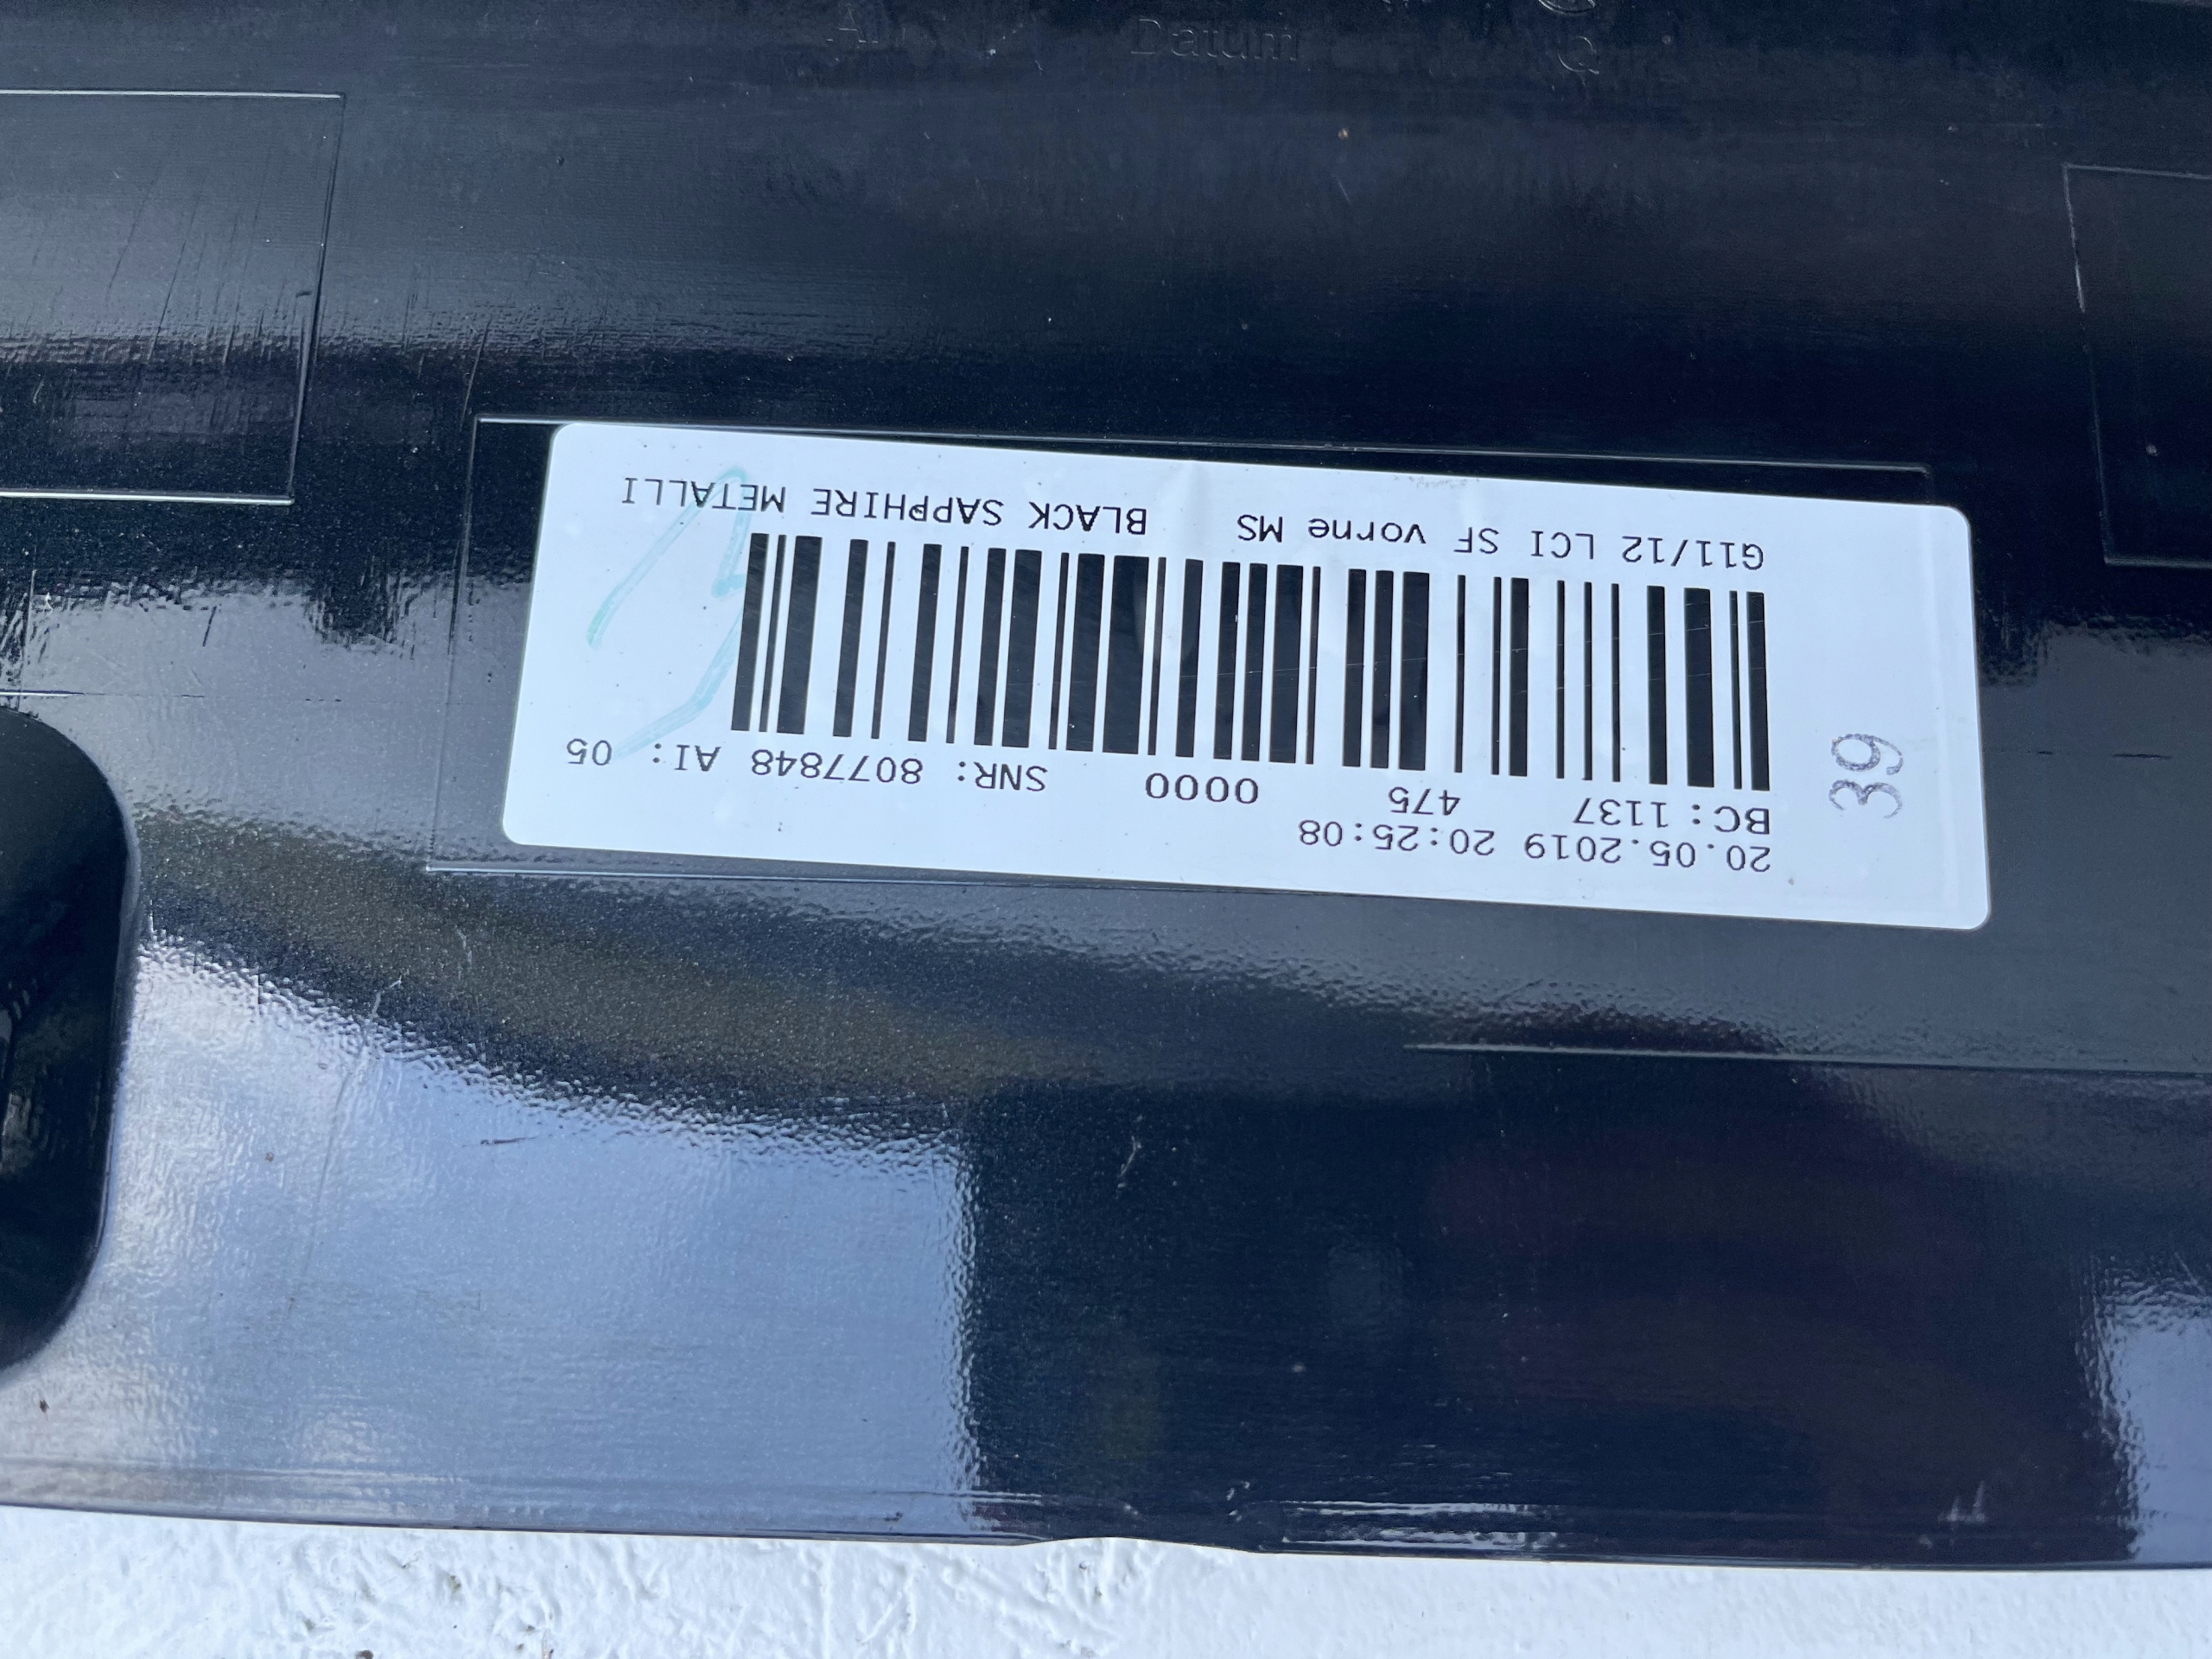 20.05.2019 20:25:08
BC: 1137 475 0000 SNR: 8077848 AI: 05
G11/12 LCI SF vorne MS BLACK SAPPHIRE METALLI
39
Datum